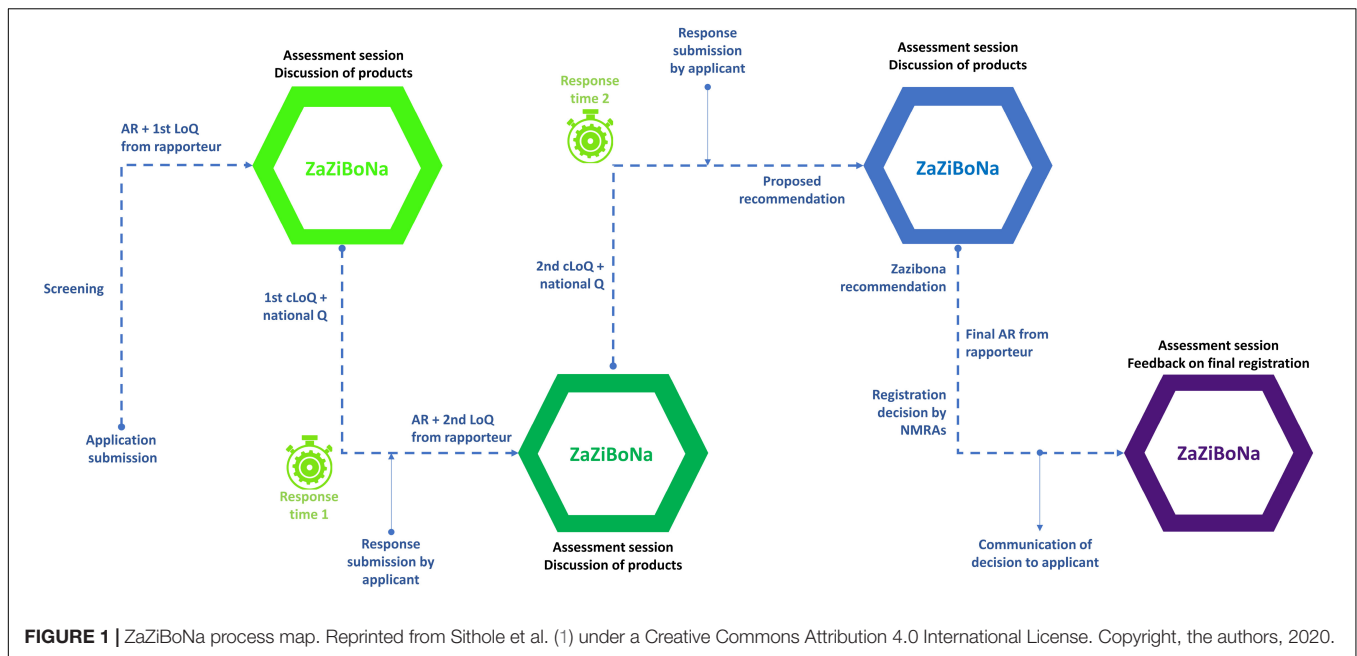 Application
submission
Screening
AR + 1st LoQ
from rapporteur
Assessment session
Discussion of products
ZaZiBoNa
1st cLoQ +
national Q
Response
time 1
Response
submission by
applicant
AR + 2nd LoQ
from rapporteur
ZaZiBoNa
Assessment session
Discussion of products
2nd cLoQ +
national Q
Response
time 2
Response
submission
by applicant
Proposed
recommendation
Assessment session
Discussion of products
ZaZiBoNa
Zazibona
recommendation
Final AR from
rapporteur
Registration
decision by
NMRAs
Communication of
decision to applicant
Assessment session
Feedback on final registration
ZaZiBoNa
FIGURE 1 | ZaZiBoNa process map. Reprinted from Sithole et al. (1) under a Creative Commons Attribution 4.0 International License. Copyright, the authors, 2020.